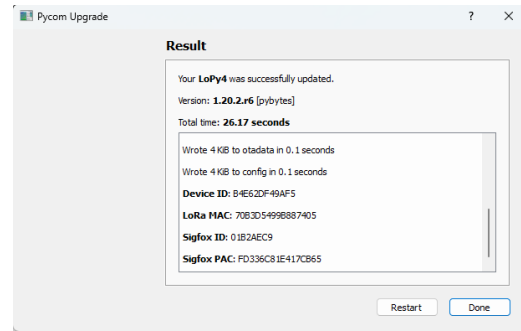 Pycom Upgrade
Result
Your LoPy4 was successfully updated.
Version: 1.20.2.r6 [pybytes]
Total time: 26.17 seconds
Wrote 4 KiB to otadata in 0.1 seconds
Wrote 4 KiB to config in 0.1 seconds
Device ID: B4E62DF49AF5
LoRa MAC: 70B3D5499B887405
Sigfox ID: 01B2AEC9
Sigfox PAC: FD336C81E417CB65
Restart Done